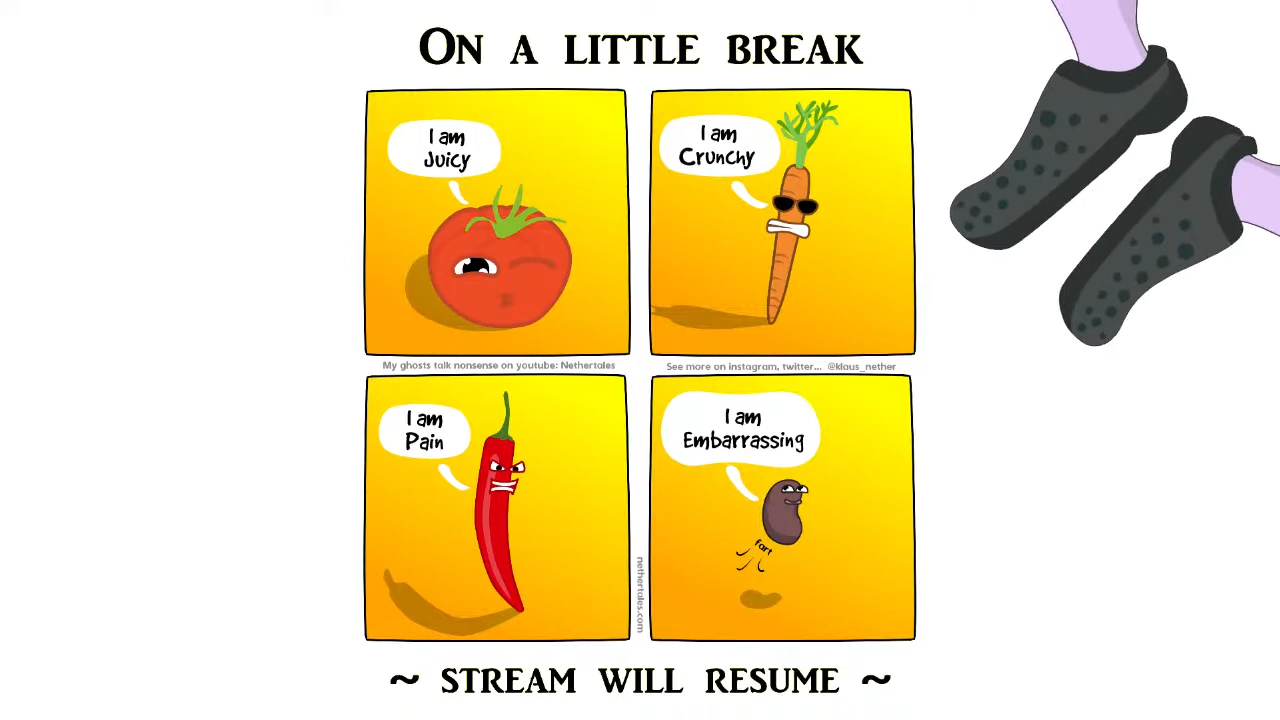 On a little break
I am
Juicy
I am
Crunchy
My ghosts talk nonsense on youtube: Nethertales
See more on instagram, twitter... @klaus_nether
I am
Pain
I am
Embarrassing
fart
nethertales.com
~ stream will resume ~